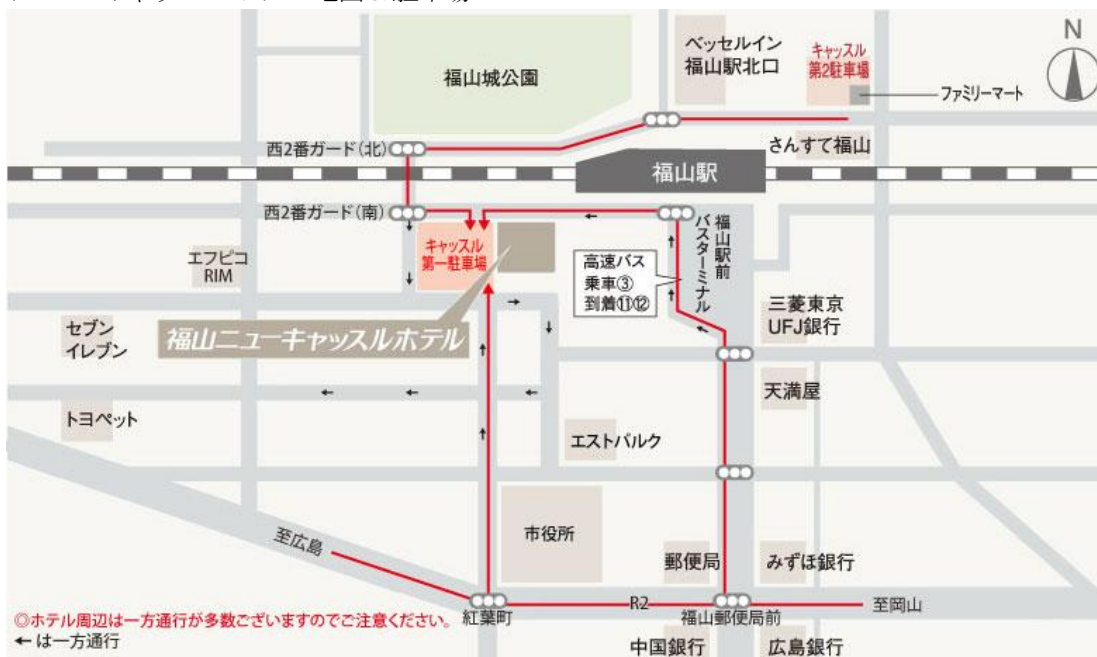 ベッセルイン
福山駅北口
キャッスル
第2駐車場
N
福山城公園
ファミリーマート
さんすて福山
西2番ガード(北)
福山駅
西2番ガード(南)
福山駅前
バスターミナル
エフピコ
RIM
キャッスル
第一駐車場
高速バス
乗車③
到着⑪⑫
三菱東京
UFJ銀行
セブン
イレブン
福山ニューキャッスルホテル
天満屋
トヨペット
エストパルク
市役所
至広島
郵便局
みずほ銀行
R2
至岡山
紅葉町
福山郵便局前
◎ホテル周辺は一方通行が多数ございますのでご注意ください。
←は一方通行
中国銀行
広島銀行